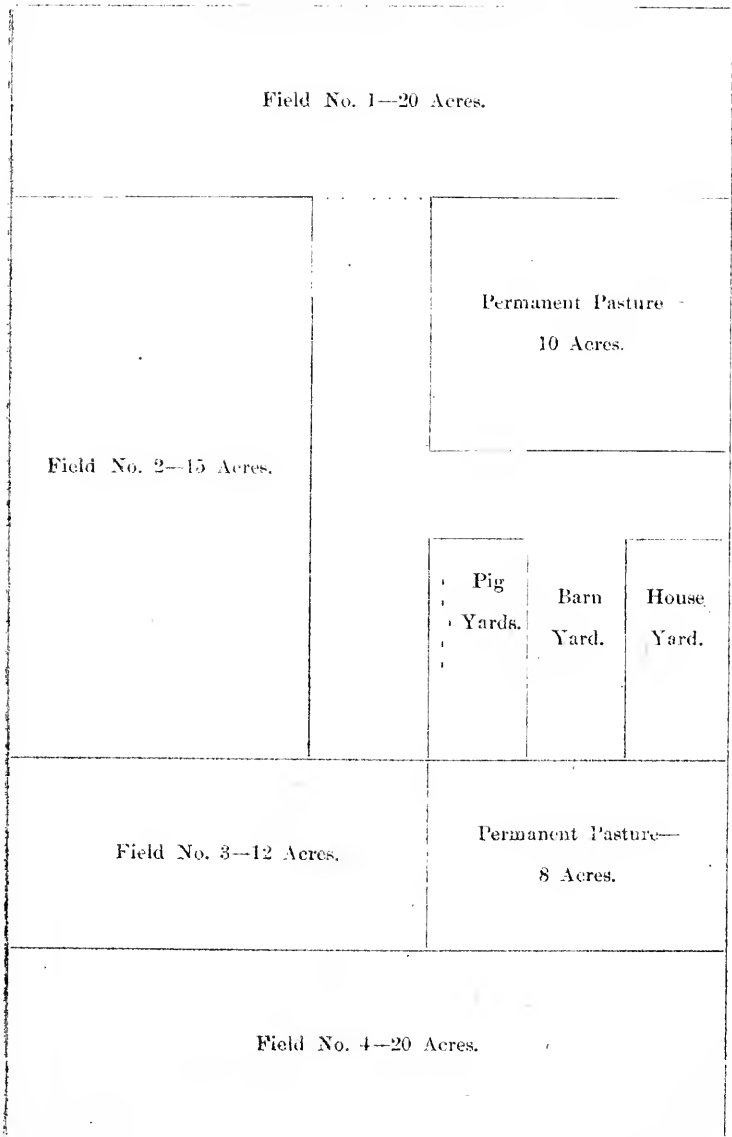 Field No. 1—20 Acres.
Permanent Pasture—
10 Acres.
Field No. 2—15 Acres.
Pig
Yards.
Barn
Yard.
House
Yard.
Field No. 3—12 Acres.
Permanent Pasture—
8 Acres.
Field No. 4—20 Acres.